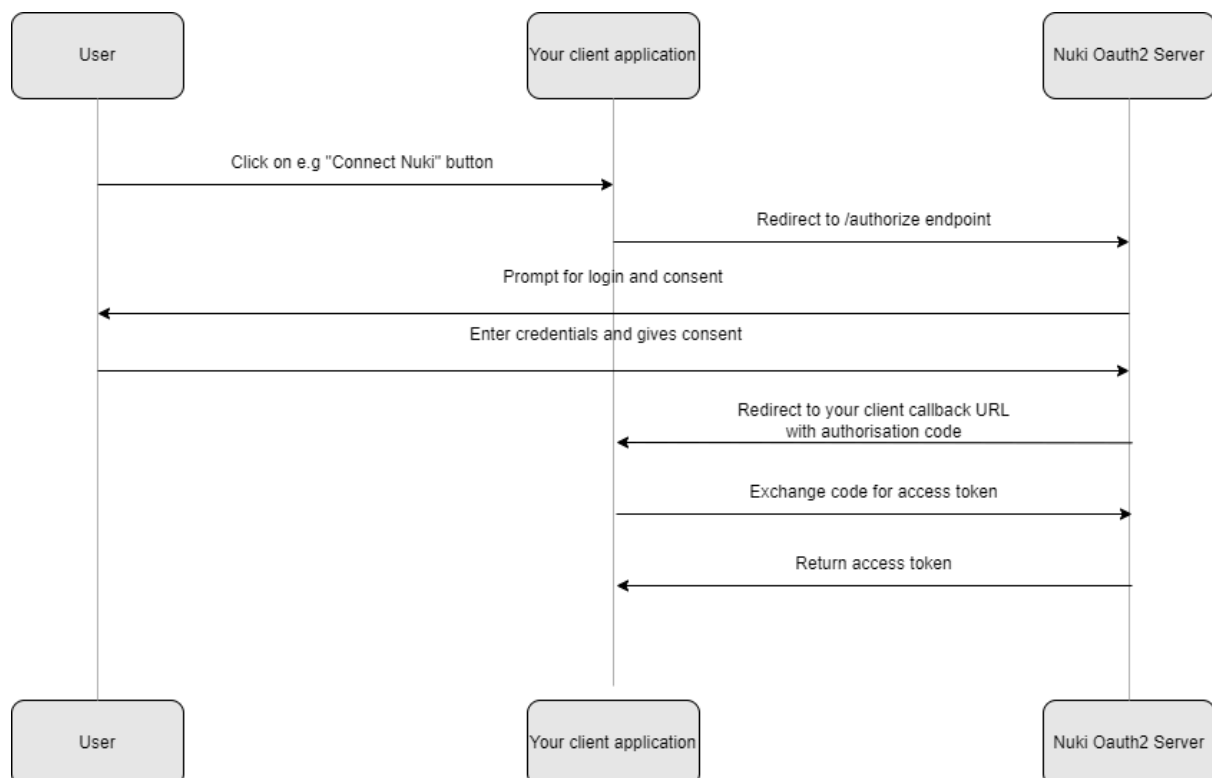 User
Your client application
Nuki Oauth2 Server
Click on e.g "Connect Nuki" button
Redirect to /authorize endpoint
Prompt for login and consent
Enter credentials and gives consent
Redirect to your client callback URL
with authorisation code
Exchange code for access token
Return access token
User
Your client application
Nuki Oauth2 Server